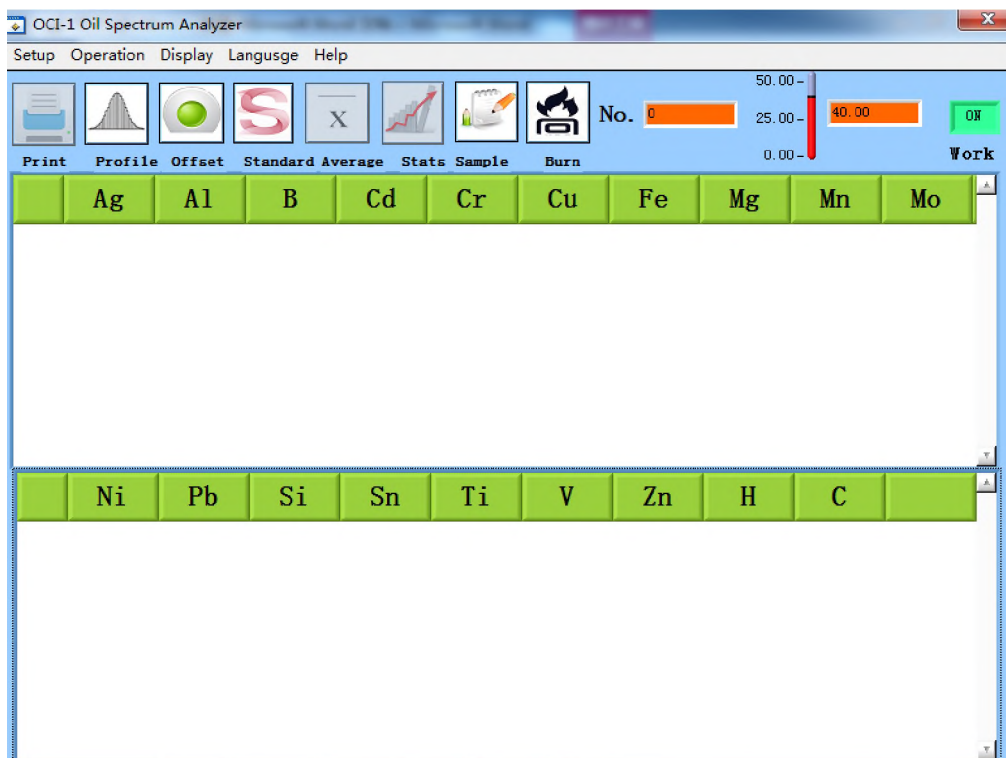 OCI-1 Oil Spectrum Analyzer
Setup Operation Display Langusge Help
50.00
No. 0 25.00 40.00 ON
0.00
Print Profile Offset Standard Average Stats Sample Burn Work
Ag Al B Cd Cr Cu Fe Mg Mn Mo
Ni Pb Si Sn Ti V Zn H C